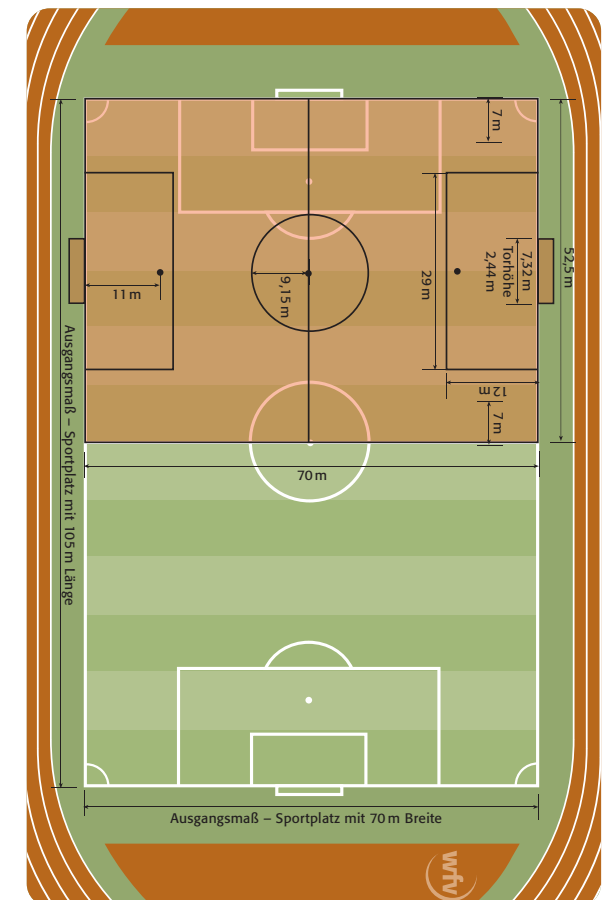 7 m
52,5 m
7,32 m
Torhöhe
2,44 m
29 m
9,15 m
11 m
12 m
7 m
70 m
Ausgangsmaß – Sportplatz mit 105 m Länge
Ausgangsmaß – Sportplatz mit 70 m Breite
wfv